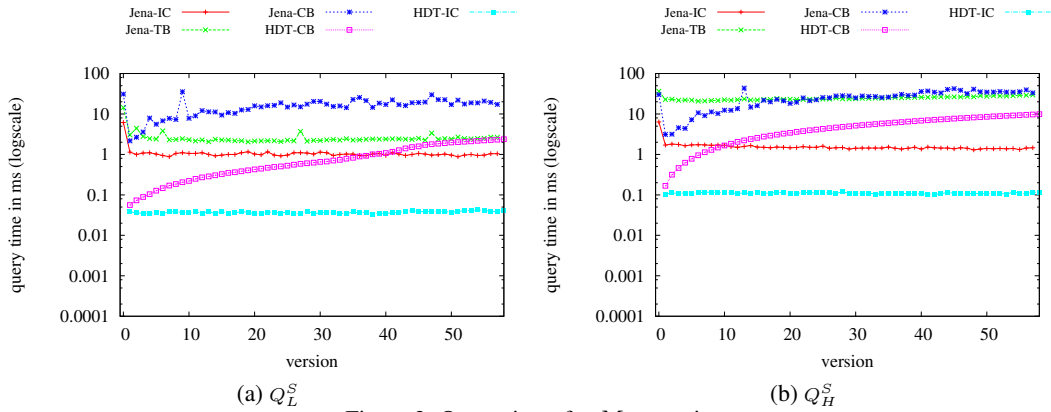 Jena-IC Jena-CB HDT-IC
Jena-TB HDT-CB
100
10
1
0.1
0.01
0.001
0.0001
query time in ms (logscale)
0 10 20 30 40 50
version
(a) Q_L^S
Jena-IC Jena-CB HDT-IC
Jena-TB HDT-CB
100
10
1
0.1
0.01
0.001
0.0001
query time in ms (logscale)
0 10 20 30 40 50
version
(b) Q_H^S